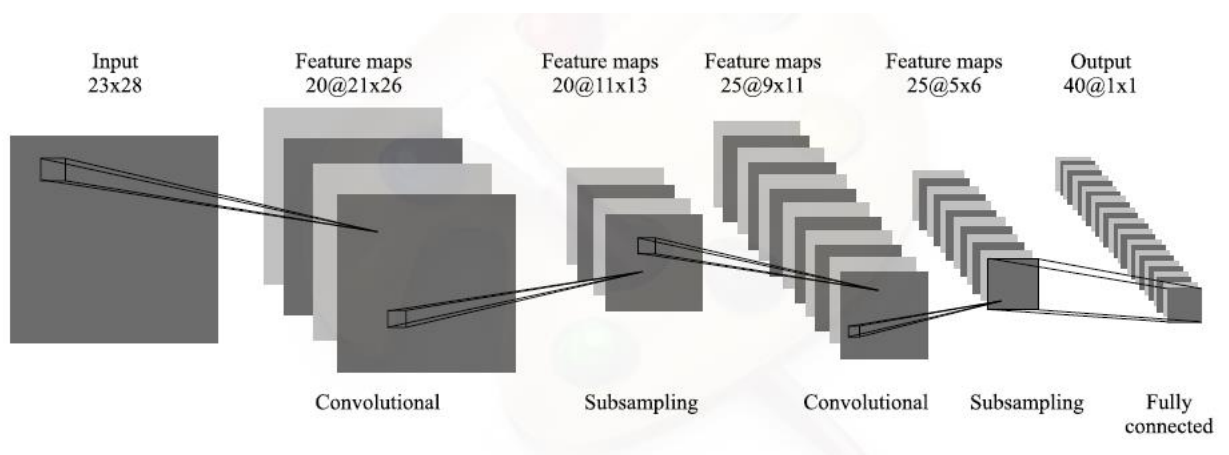 Input
23x28
Feature maps
20@21x26
Feature maps
20@11x13
Feature maps
25@9x11
Feature maps
25@5x6
Output
40@1x1
Convolutional
Subsampling
Convolutional
Subsampling
Fully
connected